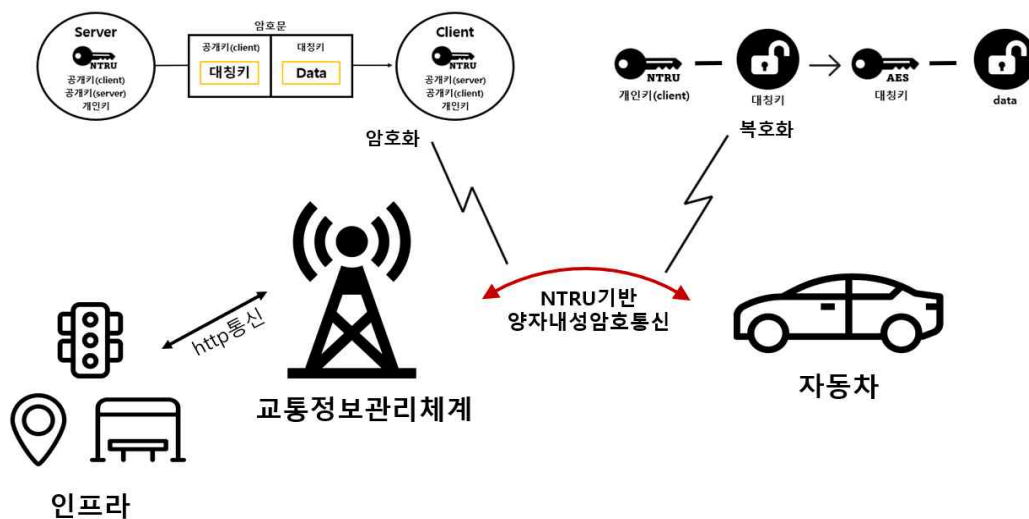 Server
NTRU
공개키(client)
공개키(server)
개인키
암호문
공개키(client)
대칭키
대칭키
Data
Client
NTRU
공개키(server)
공개키(client)
개인키
암호화
NTRU
개인키(client)
대칭키
AES
대칭키
data
복호화
NTRU기반
양자내성암호통신
http통신
교통정보관리체계
자동차
인프라